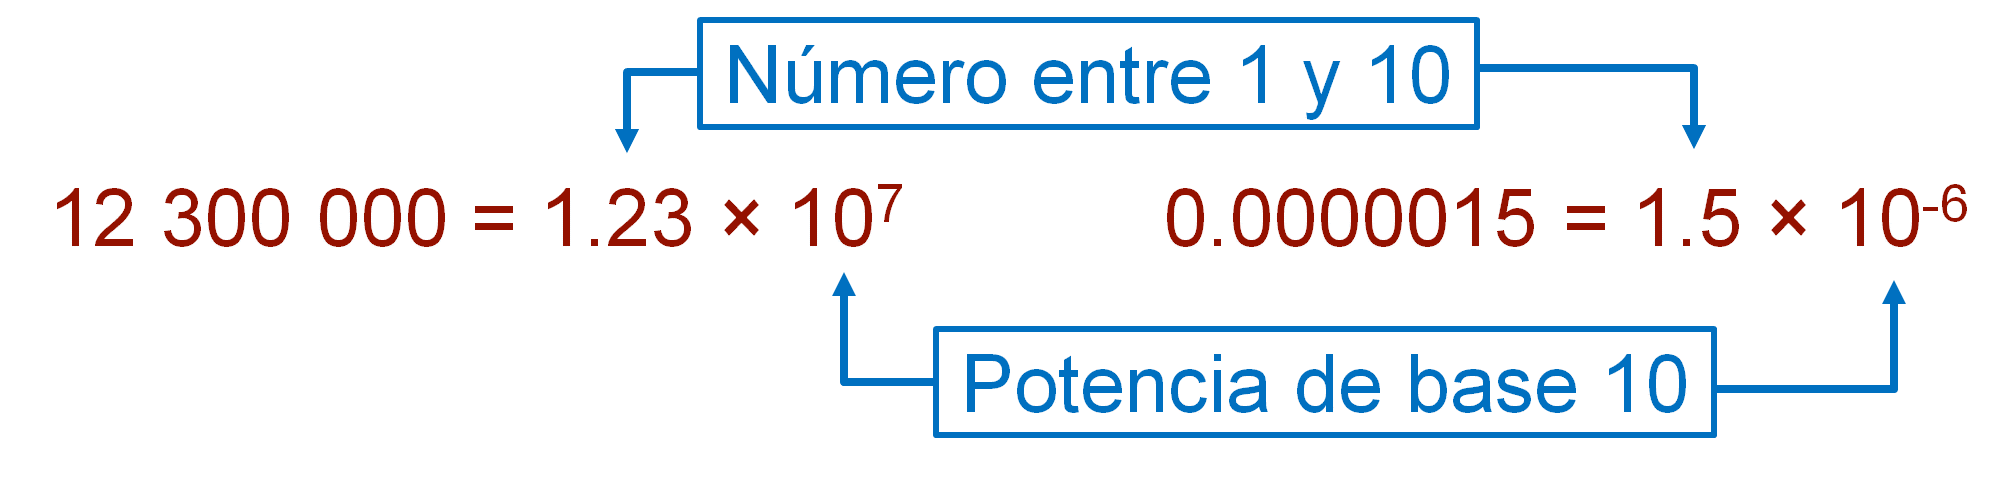 Número entre 1 y 10
12 300 000 = 1.23 × 10⁷
0.0000015 = 1.5 × 10⁻⁶
Potencia de base 10